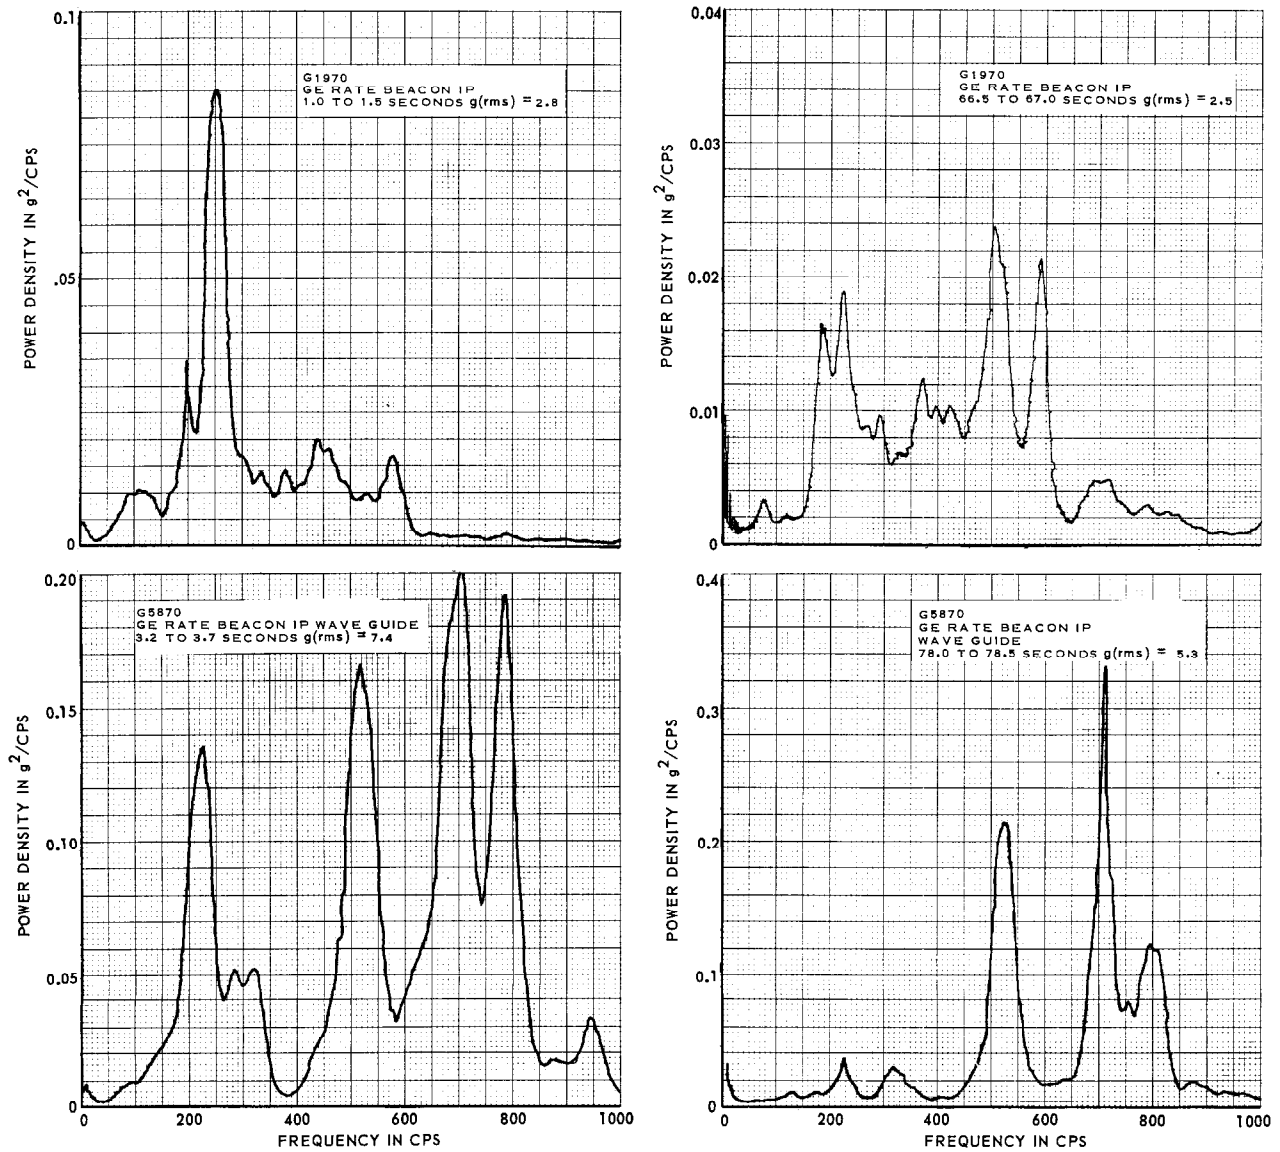 0.1
.05
0
POWER DENSITY IN g²/CPS
G1970
GE RATE BEACON IP
1.0 TO 1.5 SECONDS g(rms) = 2.8
0.04
0.03
0.02
0.01
0
POWER DENSITY IN g²/CPS
G1970
GE RATE BEACON IP
66.5 TO 67.0 SECONDS g(rms) = 2.5
0.20
0.15
0.10
0.05
0
POWER DENSITY IN g²/CPS
G5870
GE RATE BEACON IP WAVE GUIDE
3.2 TO 3.7 SECONDS g(rms) = 7.4
0 200 400 600 800 1000
FREQUENCY IN CPS
0.4
0.3
0.2
0.1
0
POWER DENSITY IN g²/CPS
G5870
GE RATE BEACON IP
WAVE GUIDE
78.0 TO 78.5 SECONDS g(rms) = 5.3
0 200 400 600 800 1000
FREQUENCY IN CPS